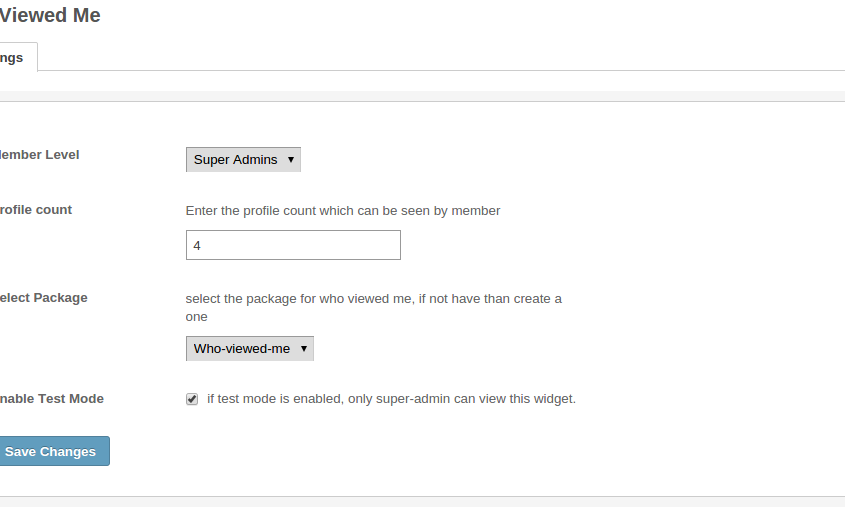 Viewed Me
ngs
ember Level
Super Admins
rofile count
Enter the profile count which can be seen by member
4
elect Package
select the package for who viewed me, if not have than create a
one
Who-viewed-me
nable Test Mode
if test mode is enabled, only super-admin can view this widget.
Save Changes